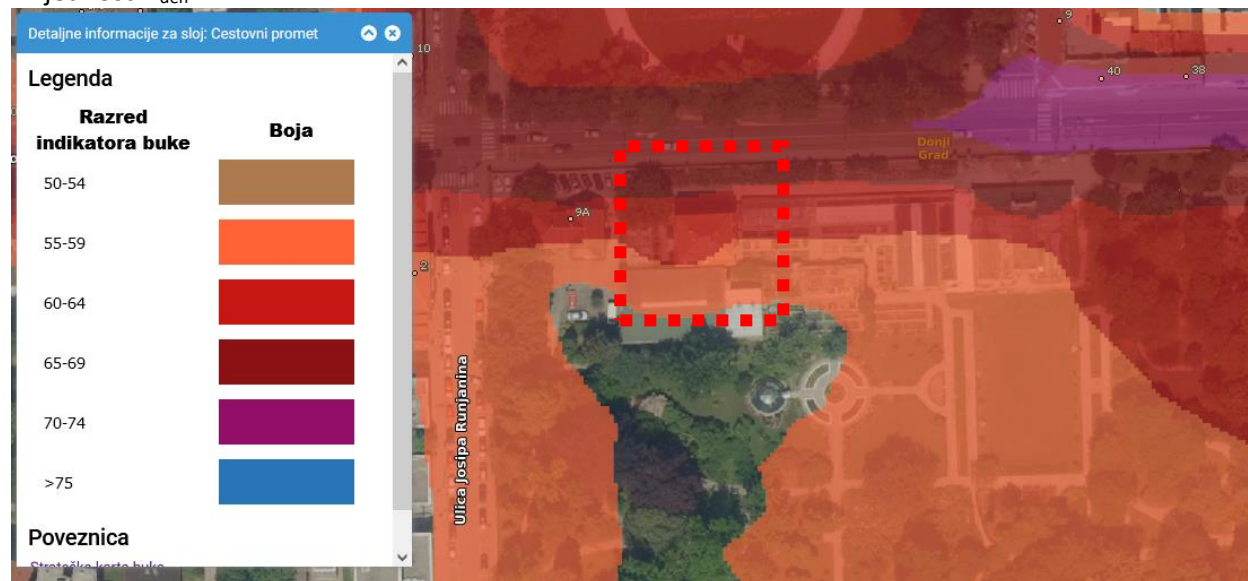 den
Detaljne informacije za sloj: Cestovni promet
Legenda
Razred
indikatora buke
Boja
50-54
55-59
60-64
65-69
70-74
>75
Poveznica
Strateška karta buke
10
9
40
38
Donji
Grad
9A
2
Ulica Josipa Runjanina